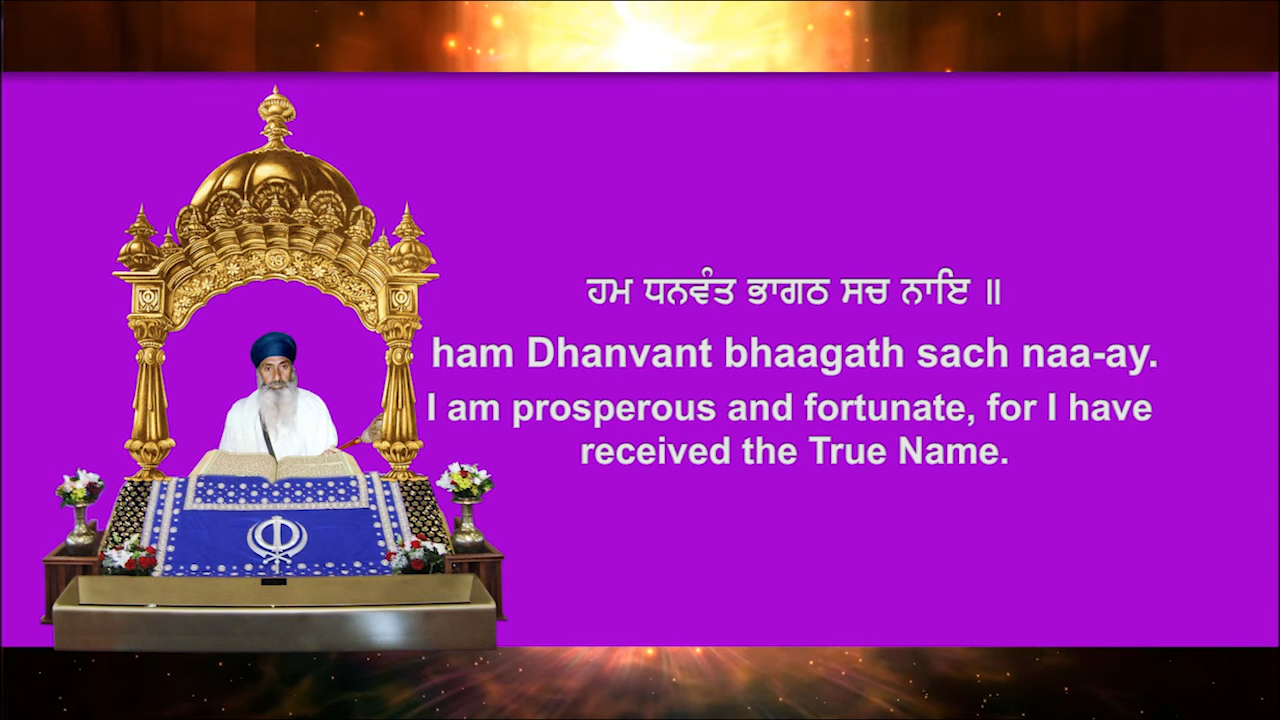 ਹਮ ਧਨਵੰਤ ਭਾਗਠ ਸਚ ਨਾਇ ॥
ham Dhanvant bhaagath sach naa-ay.
I am prosperous and fortunate, for I have
received the True Name.